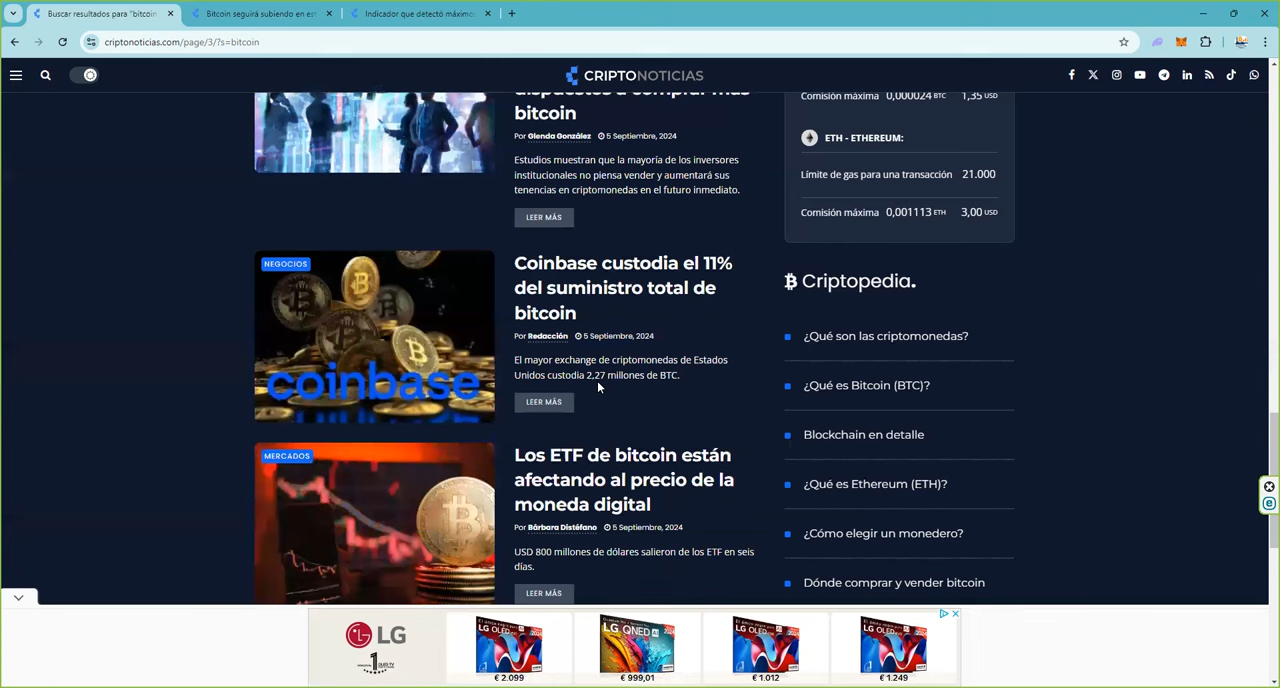 Buscar resultados para "bitcoin
Bitcoin seguirá subiendo en est
Indicador que detectó máximo
criptonoticias.com/page/3/?s=bitcoin
CRIPTONOTICIAS
dispuestos a comprar más
bitcoin
Por Glenda González 5 Septiembre, 2024
Estudios muestran que la mayoría de los inversores
institucionales no piensa vender y aumentará sus
tenencias en criptomonedas en el futuro inmediato.
LEER MÁS
NEGOCIOS
coinbase
Coinbase custodia el 11%
del suministro total de
bitcoin
Por Redacción 5 Septiembre, 2024
El mayor exchange de criptomonedas de Estados
Unidos custodia 2,27 millones de BTC.
LEER MÁS
MERCADOS
Los ETF de bitcoin están
afectando al precio de la
moneda digital
Por Bárbara Distéfano 5 Septiembre, 2024
USD 800 millones de dólares salieron de los ETF en seis
días.
LEER MÁS
Comisión máxima 0,000024 BTC 1,35 USD
ETH - ETHEREUM:
Límite de gas para una transacción 21.000
Comisión máxima 0,001113 ETH 3,00 USD
Criptopedia.
¿Qué son las criptomonedas?
¿Qué es Bitcoin (BTC)?
Blockchain en detalle
¿Qué es Ethereum (ETH)?
¿Cómo elegir un monedero?
Dónde comprar y vender bitcoin
LG
€ 2.099
€ 999,01
€ 1.012
€ 1.249